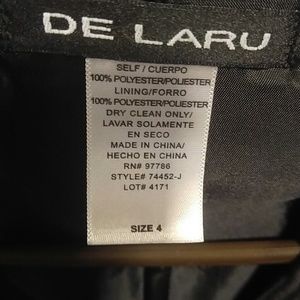 DE LARU
SELF / CUERPO
100% POLYESTER/POLIESTER
LINING/FORRO
100% POLYESTER/POLIESTER
DRY CLEAN ONLY/
LAVAR SOLAMENTE
EN SECO
MADE IN CHINA/
HECHO EN CHINA
RN# 97786
STYLE# 74452-J
LOT# 4171
SIZE 4